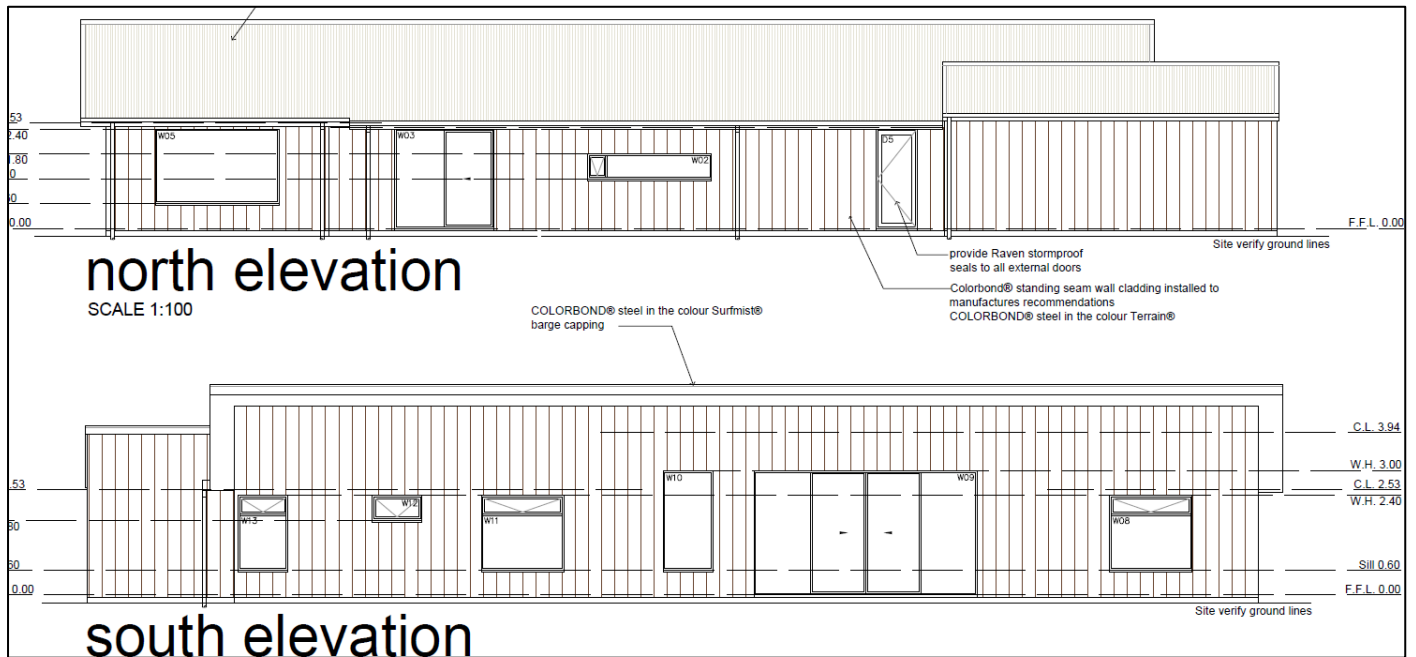 53
2.40
W05
W03
W02
D5
1.80
0
60
0.00
F.F.L. 0.00
Site verify ground lines
north elevation
SCALE 1:100
provide Raven stormproof
seals to all external doors
Colorbond® standing seam wall cladding installed to
manufactures recommendations
COLORBOND® steel in the colour Terrain®
COLORBOND® steel in the colour Surfmist®
barge capping
C.L. 3.94
W.H. 3.00
W10
W09
.53
C.L. 2.53
W.H. 2.40
W12
W13
W11
W08
80
60
Sill 0.60
0.00
F.F.L. 0.00
Site verify ground lines
south elevation